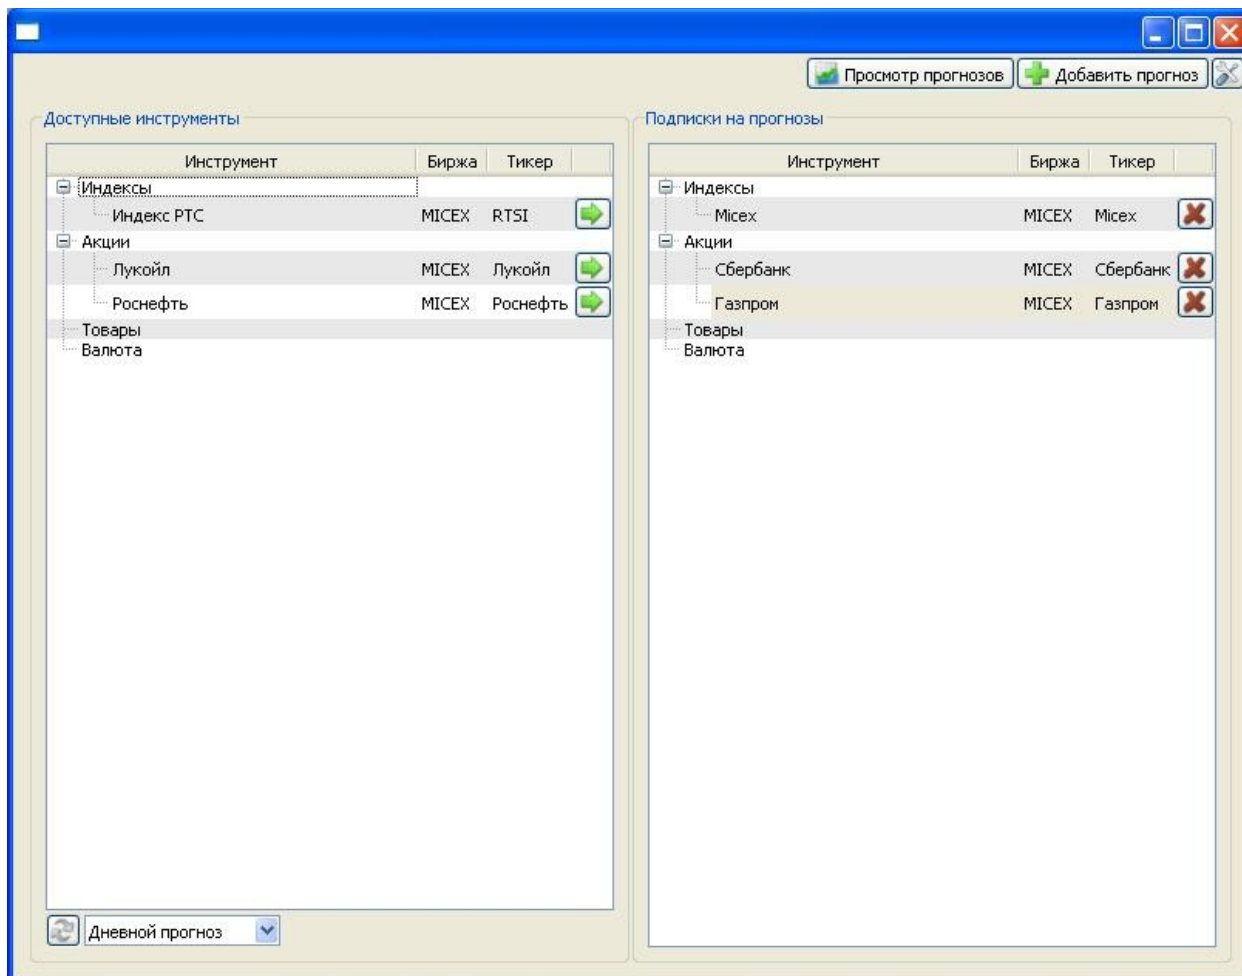 Просмотр прогнозов Добавить прогноз
Доступные инструменты
Инструмент Биржа Тикер
Индексы
Индекс РТС MICEX RTSI
Акции
Лукойл MICEX Лукойл
Роснефть MICEX Роснефть
Товары
Валюта
Дневной прогноз
Подписки на прогнозы
Инструмент Биржа Тикер
Индексы
Micex MICEX Micex
Акции
Сбербанк MICEX Сбербанк
Газпром MICEX Газпром
Товары
Валюта